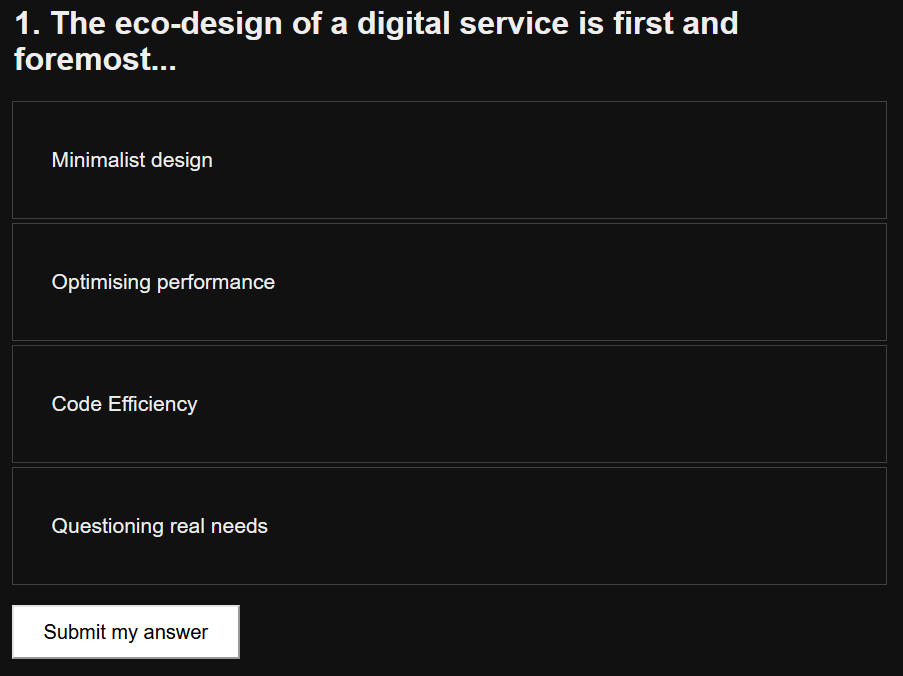 1. The eco-design of a digital service is first and
foremost...
Minimalist design
Optimising performance
Code Efficiency
Questioning real needs
Submit my answer